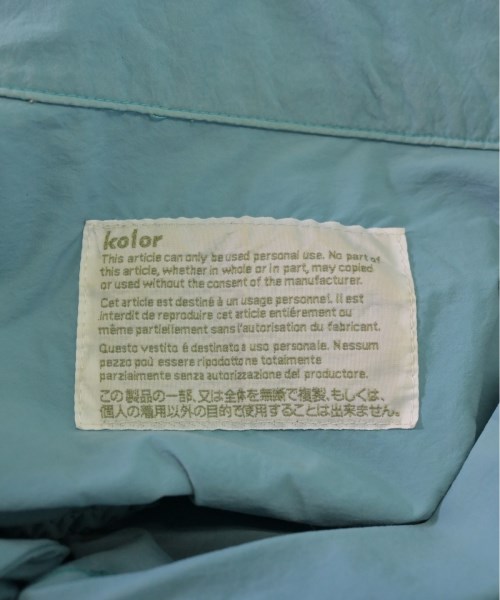 kolor
This article can only be used personal use. No part of
this article, whether in whole or in part, may copied
or used without the consent of the manufacturer.
Cet article est destiné à un usage personnel. Il est
interdit de reproduire cet article entiérement ou
même partiellement sans l'autorisation du fabricant.
Questo vestito é destinato a uso personale. Nessum
pezzo può essere ripodotto ne totalmente
parzialmente senza autorizzazione del productore.
この製品の一部、又は全体を無断で複製、もしくは、
個人の着用以外の目的で使用することは出来ません。